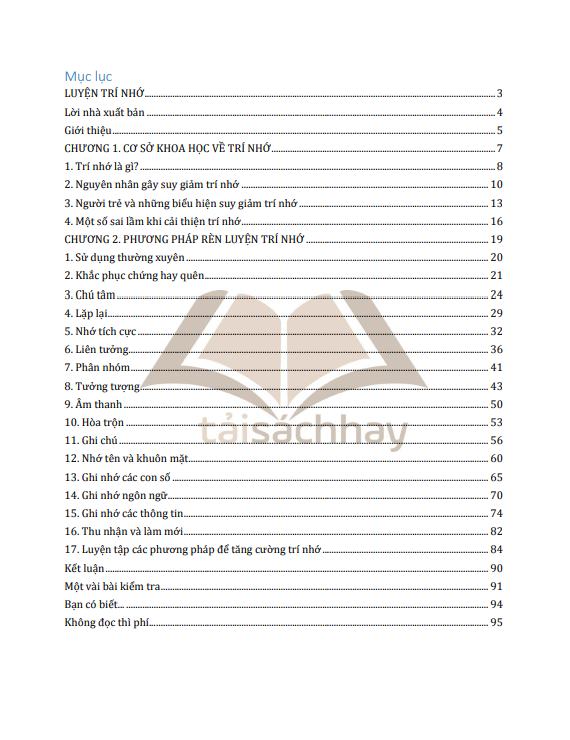 Mục lục
LUYỆN TRÍ NHỚ 3
Lời nhà xuất bản 4
Giới thiệu 5
CHƯƠNG 1. CƠ SỞ KHOA HỌC VỀ TRÍ NHỚ 7
1. Trí nhớ là gì? 8
2. Nguyên nhân gây suy giảm trí nhớ 10
3. Người trẻ và những biểu hiện suy giảm trí nhớ 13
4. Một số sai lầm khi cải thiện trí nhớ 16
CHƯƠNG 2. PHƯƠNG PHÁP RÈN LUYỆN TRÍ NHỚ 19
1. Sử dụng thường xuyên 20
2. Khắc phục chứng hay quên 21
3. Chú tâm 24
4. Lặp lại 29
5. Nhớ tích cực 32
6. Liên tưởng 36
7. Phân nhóm 41
8. Tưởng tượng 43
9. Âm thanh 50
10. Hòa trộn 53
tảisáchhay
11. Ghi chú 56
12. Nhớ tên và khuôn mặt 60
13. Ghi nhớ các con số 65
14. Ghi nhớ ngôn ngữ 70
15. Ghi nhớ các thông tin 74
16. Thu nhận và làm mới 82
17. Luyện tập các phương pháp để tăng cường trí nhớ 84
Kết luận 90
Một vài bài kiểm tra 91
Bạn có biết... 94
Không đọc thì phí 95